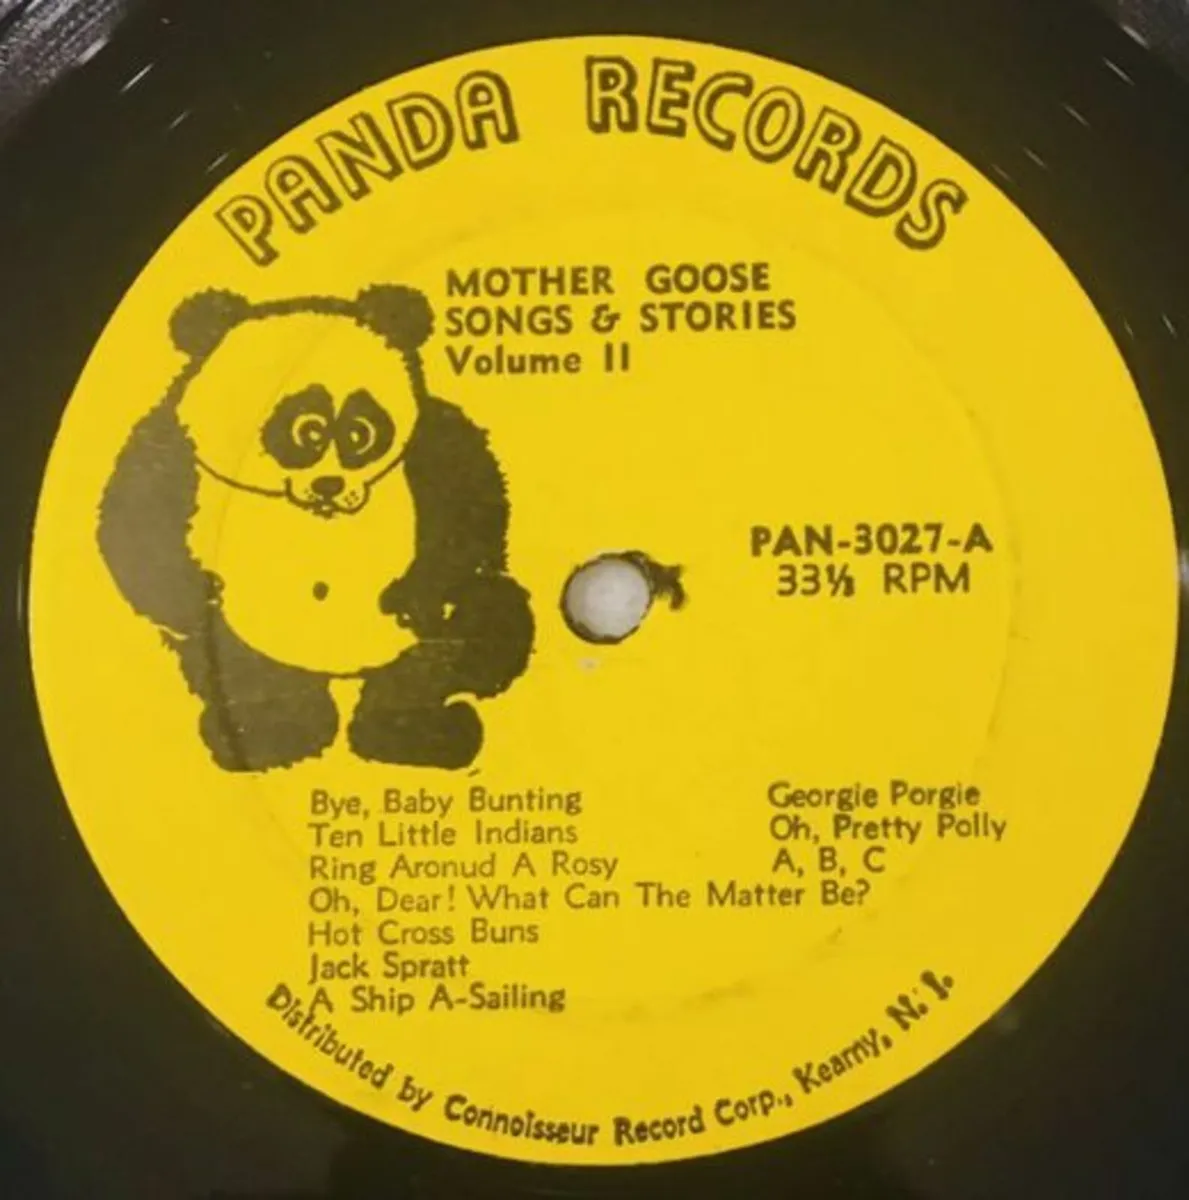 PANDA RECORDS
MOTHER GOOSE
SONGS & STORIES
Volume II
PAN-3027-A
33⅓ RPM
Bye, Baby Bunting
Ten Little Indians
Ring Aronud A Rosy
Oh, Dear! What Can The Matter Be?
Hot Cross Buns
Jack Spratt
A Ship A-Sailing
Georgie Porgie
Oh, Pretty Polly
A, B, C
Distributed by Connoisseur Record Corp., Kearny, N. J.